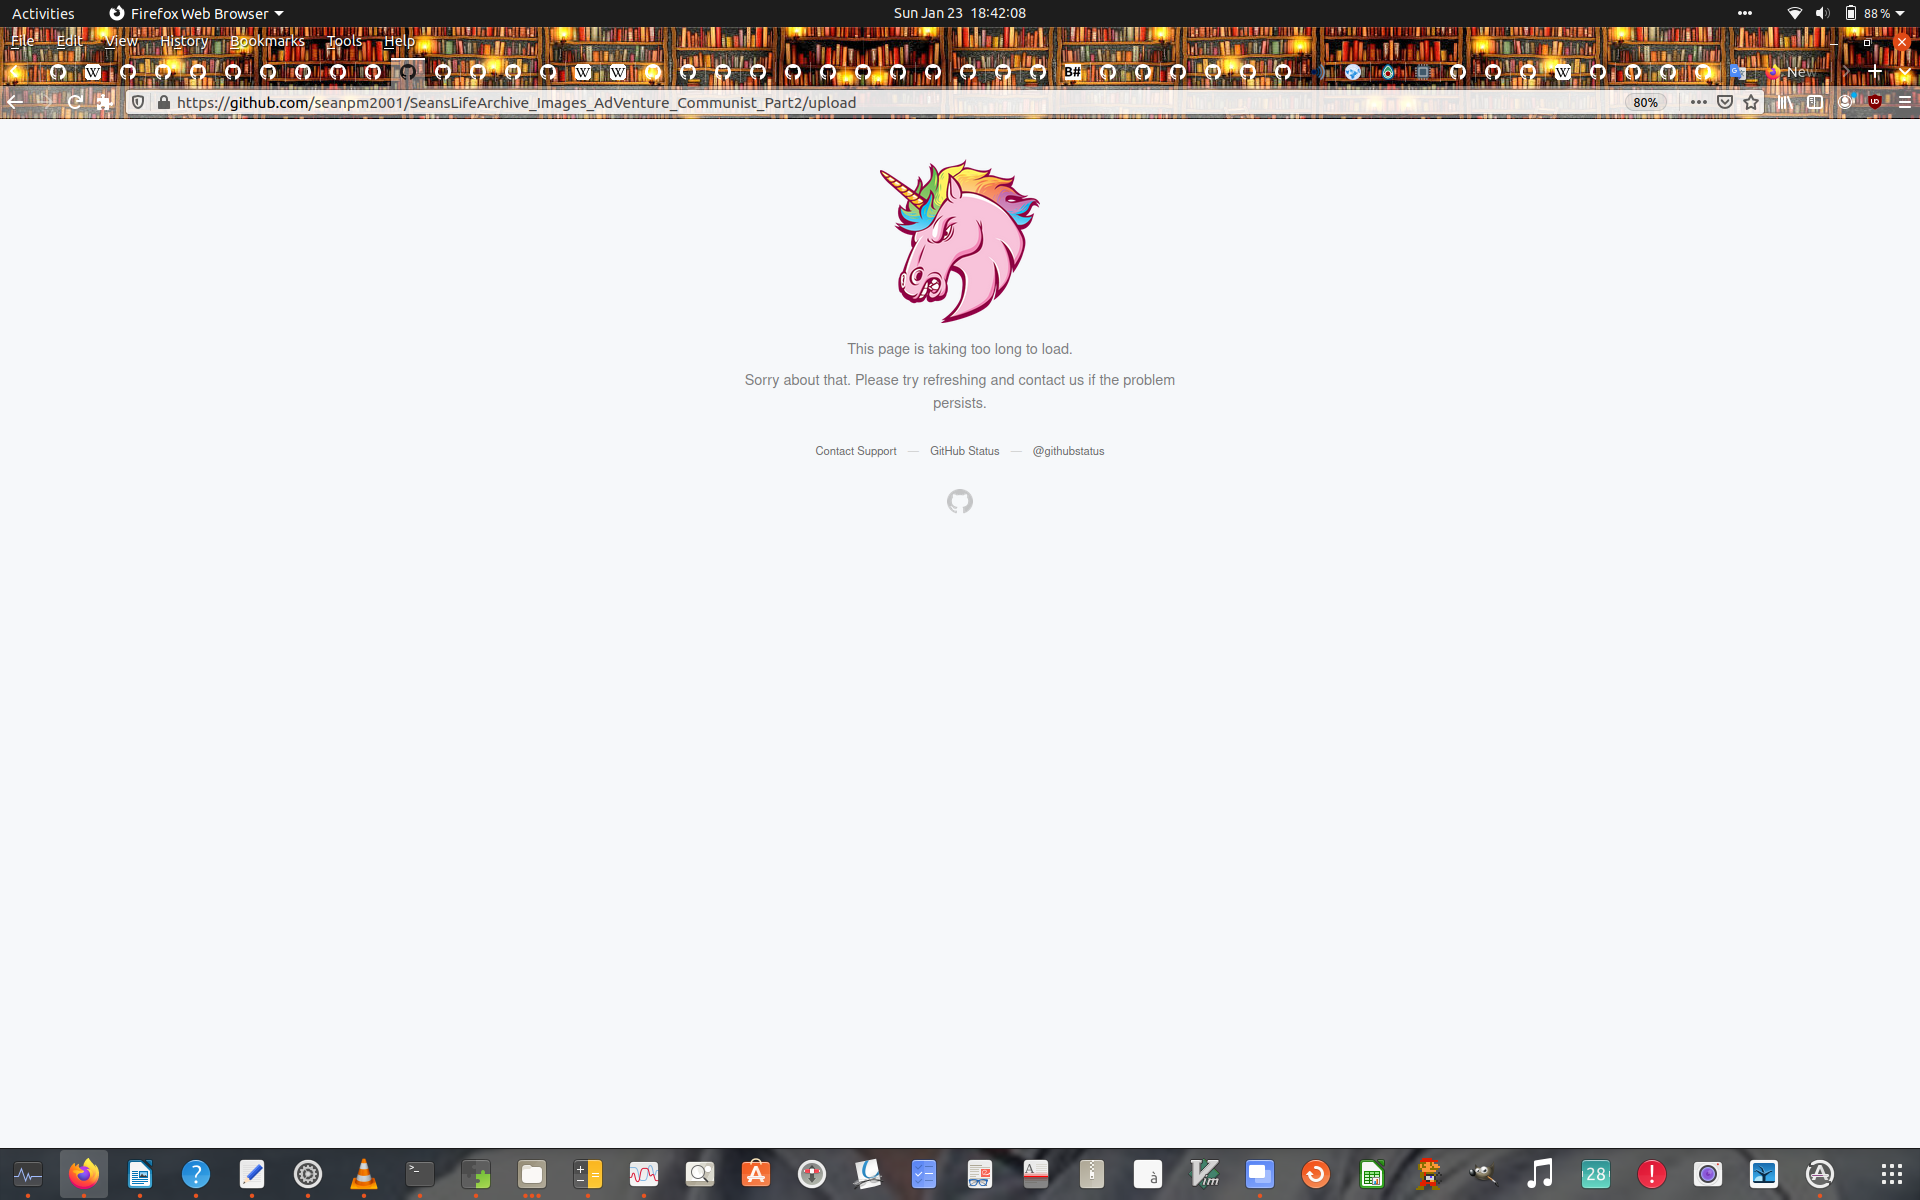 Activities
Firefox Web Browser
Sun Jan 23 18:42:08
88 %
File Edit View History Bookmarks Tools Help
W
W
W
B#
W
New
https://github.com/seanpm2001/SeansLifeArchive_Images_AdVenture_Communist_Part2/upload
80%
This page is taking too long to load.
Sorry about that. Please try refreshing and contact us if the problem
persists.
Contact Support — GitHub Status — @githubstatus
28